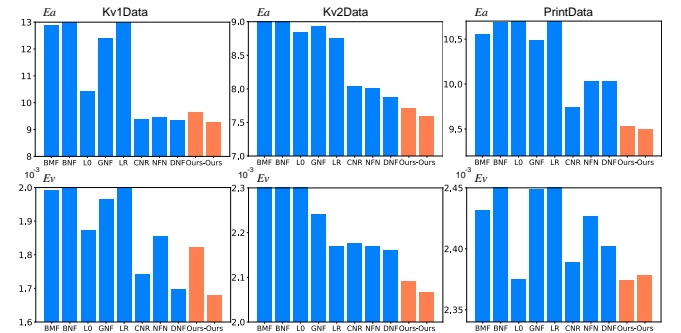 Ea Kv1Data Ea Kv2Data Ea PrintData
13 9.0
12 8.5 10.5
11
10 8.0 10.0
9 7.5 9.5
8 7.0
BMF BNF L0 GNF LR CNR NFN DNF Ours-Ours BMF BNF L0 GNF LR CNR NFN DNF Ours-Ours BMF BNF L0 GNF LR CNR NFN DNF Ours-Ours
10⁻³ Ev 10⁻³ Ev 10⁻³ Ev
2.0 2.3 2,45
1.9
1.8 2.2 2,40
1.7 2.1
2,35
1.6 2.0
BMF BNF L0 GNF LR CNR NFN DNF Ours-Ours BMF BNF L0 GNF LR CNR NFN DNF Ours-Ours BMF BNF L0 GNF LR CNR NFN DNF Ours-Ours